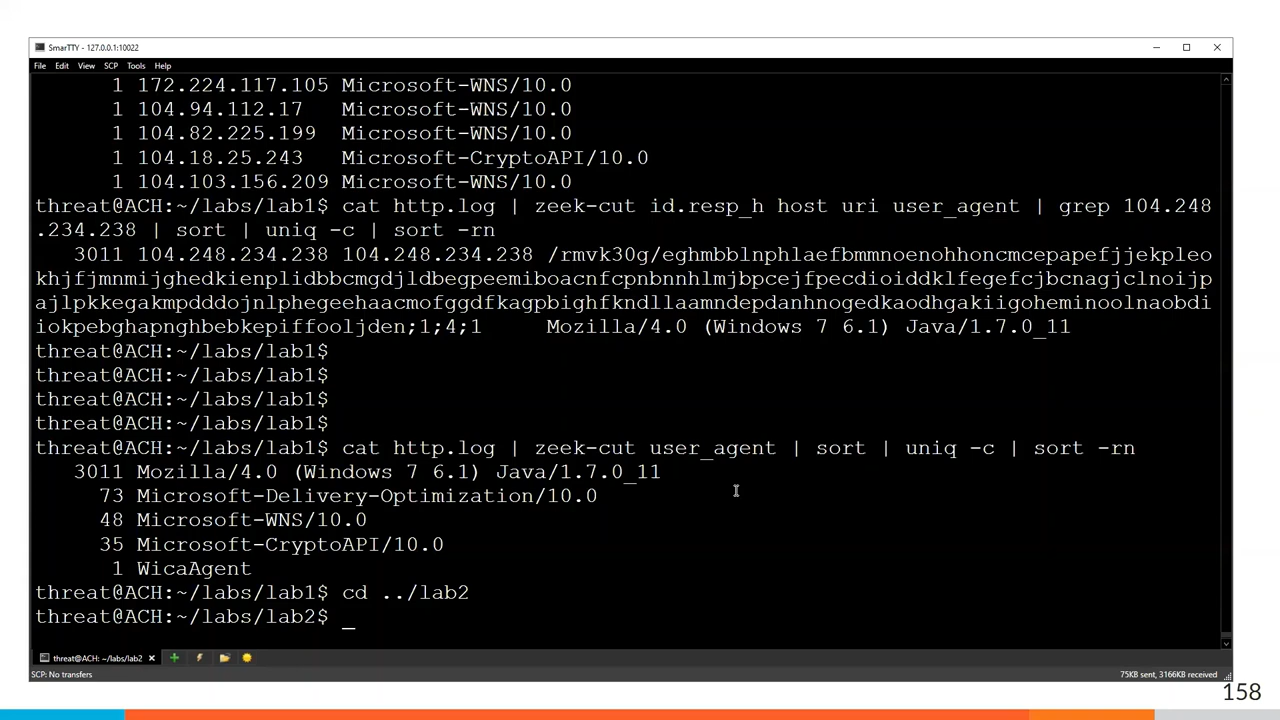 SmarTTY - 127.0.0.1:10022
File Edit View SCP Tools Help
1 172.224.117.105 Microsoft-WNS/10.0
1 104.94.112.17 Microsoft-WNS/10.0
1 104.82.225.199 Microsoft-WNS/10.0
1 104.18.25.243 Microsoft-CryptoAPI/10.0
1 104.103.156.209 Microsoft-WNS/10.0
threat@ACH:~/labs/lab1$ cat http.log | zeek-cut id.resp_h host uri user_agent | grep 104.248
.234.238 | sort | uniq -c | sort -rn
3011 104.248.234.238 104.248.234.238 /rmvk30g/eghmbblnphlaefbmmnoenohhoncmcepapefjjekpleo
khjfjmnmijghedkienplidbbcmgdjldbegpeemiboacnfcpnbnnhlmjbpcejfpecdioiddklfegefcjbcnagjclnoijp
ajlpkkegakmpdddojnlphegeehaacmofggdfkagpbighfkndllaamndepdanhnogedkaodhgakiigoheminoolnaobdi
iokpebghapnghbebkepiffooljden;1;4;1 Mozilla/4.0 (Windows 7 6.1) Java/1.7.0_11
threat@ACH:~/labs/lab1$
threat@ACH:~/labs/lab1$
threat@ACH:~/labs/lab1$
threat@ACH:~/labs/lab1$
threat@ACH:~/labs/lab1$ cat http.log | zeek-cut user_agent | sort | uniq -c | sort -rn
3011 Mozilla/4.0 (Windows 7 6.1) Java/1.7.0_11
73 Microsoft-Delivery-Optimization/10.0
48 Microsoft-WNS/10.0
35 Microsoft-CryptoAPI/10.0
1 WicaAgent
threat@ACH:~/labs/lab1$ cd ../lab2
threat@ACH:~/labs/lab2$ _
threat@ACH: ~/labs/lab2
SCP: No transfers 75KB sent, 3166KB received
158